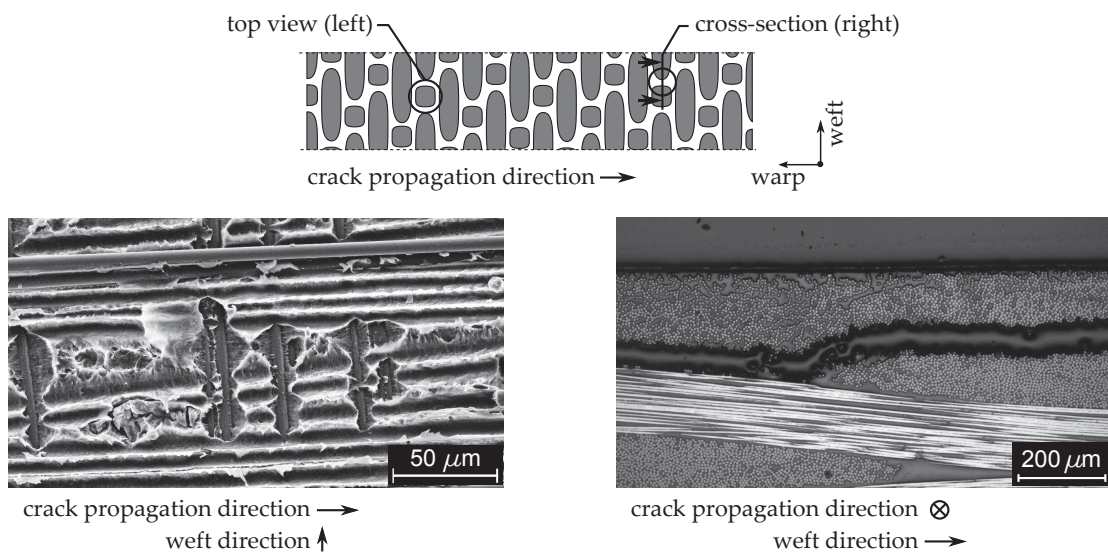 top view (left)
cross-section (right)
weft
crack propagation direction
warp
50 μm
200 μm
crack propagation direction
weft direction
crack propagation direction
weft direction